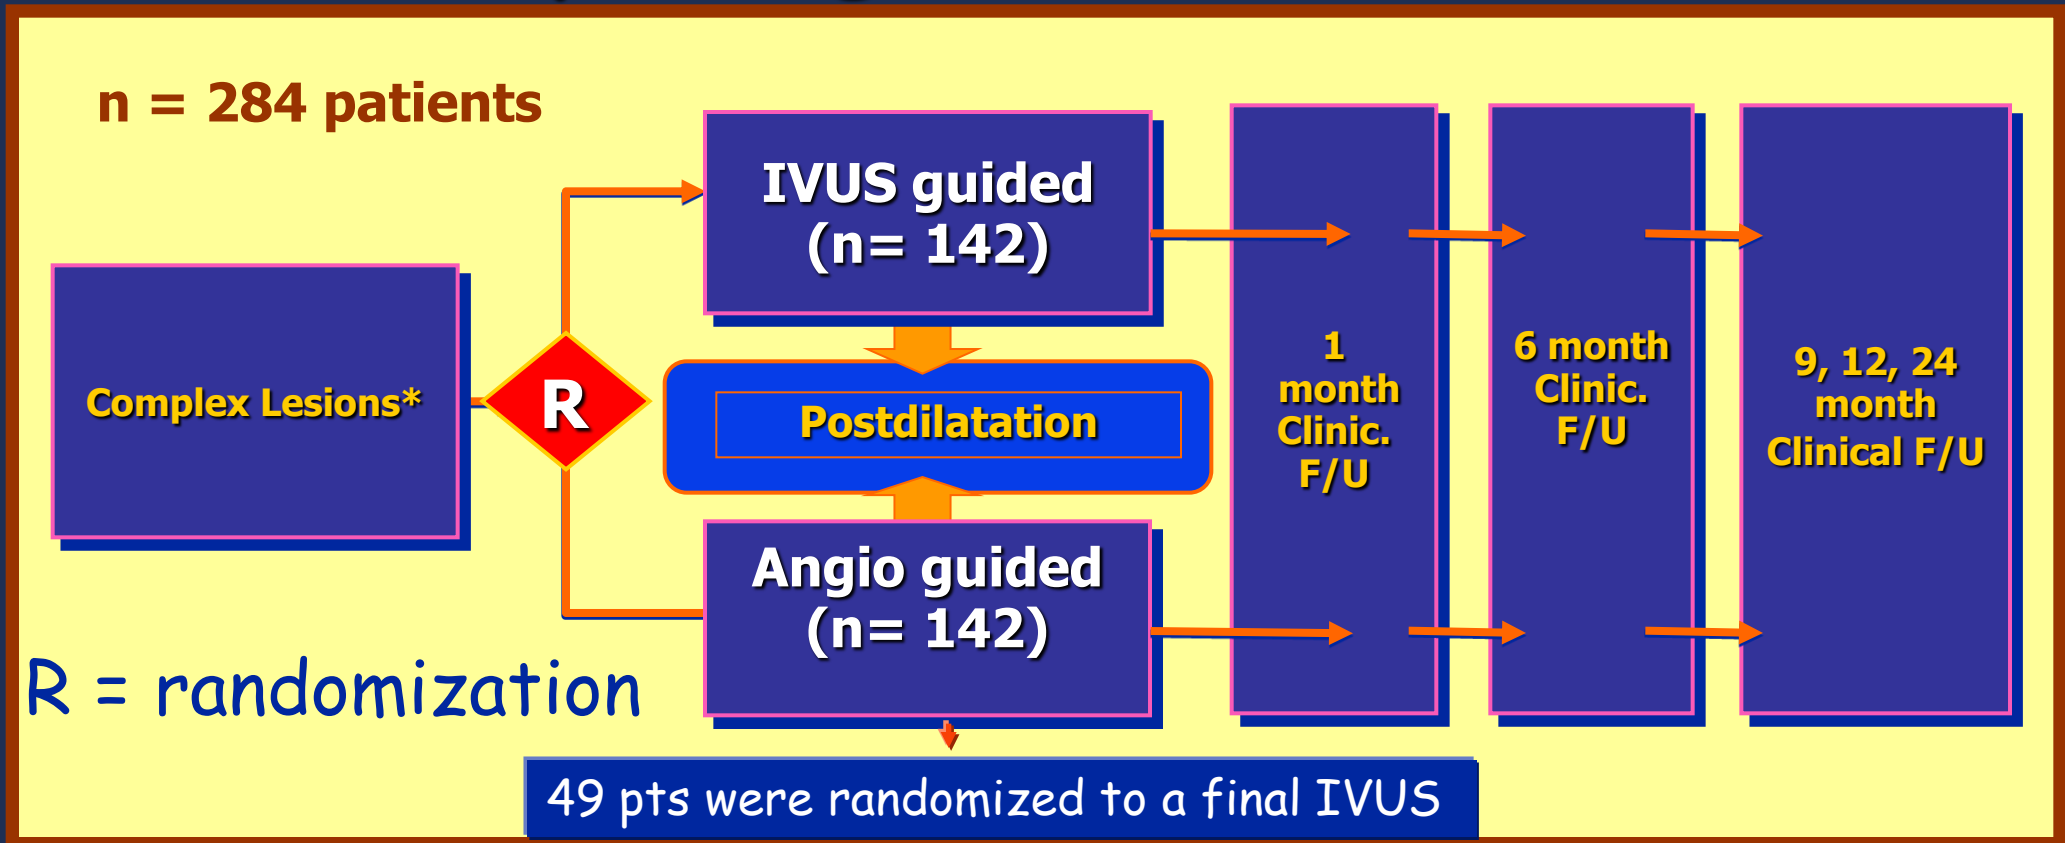 n = 284 patients
IVUS guided
(n= 142)
Complex Lesions*
R
Postdilatation
Angio guided
(n= 142)
1
month
Clinic.
F/U
6 month
Clinic.
F/U
9, 12, 24
month
Clinical F/U
R = randomization
49 pts were randomized to a final IVUS